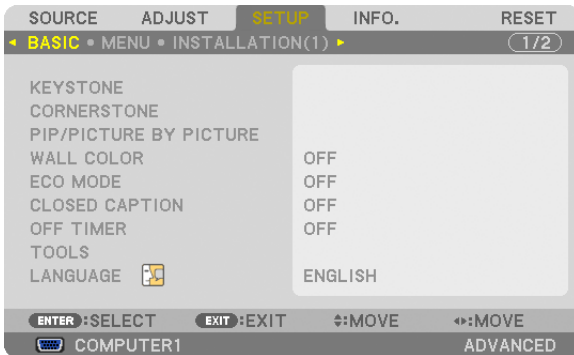 SOURCE ADJUST SETUP INFO. RESET
BASIC • MENU • INSTALLATION(1) 1/2
KEYSTONE
CORNERSTONE
PIP/PICTURE BY PICTURE
WALL COLOR OFF
ECO MODE OFF
CLOSED CAPTION OFF
OFF TIMER OFF
TOOLS
LANGUAGE ENGLISH
ENTER :SELECT EXIT :EXIT :MOVE :MOVE
COMPUTER1 ADVANCED